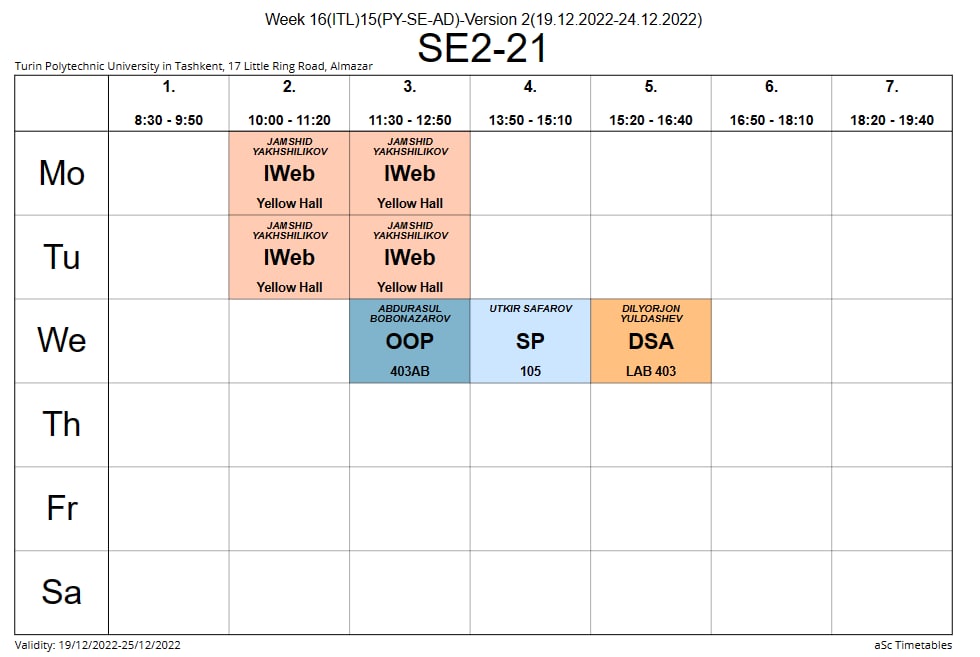 Week 16(ITL)15(PY-SE-AD)-Version 2(19.12.2022-24.12.2022)
SE2-21
Turin Polytechnic University in Tashkent, 17 Little Ring Road, Almazar
1. 2. 3. 4. 5. 6. 7.
8:30 - 9:50 10:00 - 11:20 11:30 - 12:50 13:50 - 15:10 15:20 - 16:40 16:50 - 18:10 18:20 - 19:40
Mo
JAMSHID
YAKHSHILIKOV
IWeb
Yellow Hall
JAMSHID
YAKHSHILIKOV
IWeb
Yellow Hall
Tu
JAMSHID
YAKHSHILIKOV
IWeb
Yellow Hall
JAMSHID
YAKHSHILIKOV
IWeb
Yellow Hall
We
ABDURASUL
BOBONAZAROV
OOP
403AB
UTKIR SAFAROV
SP
105
DILYORJON
YULDASHEV
DSA
LAB 403
Th
Fr
Sa
Validity: 19/12/2022-25/12/2022
aSc Timetables